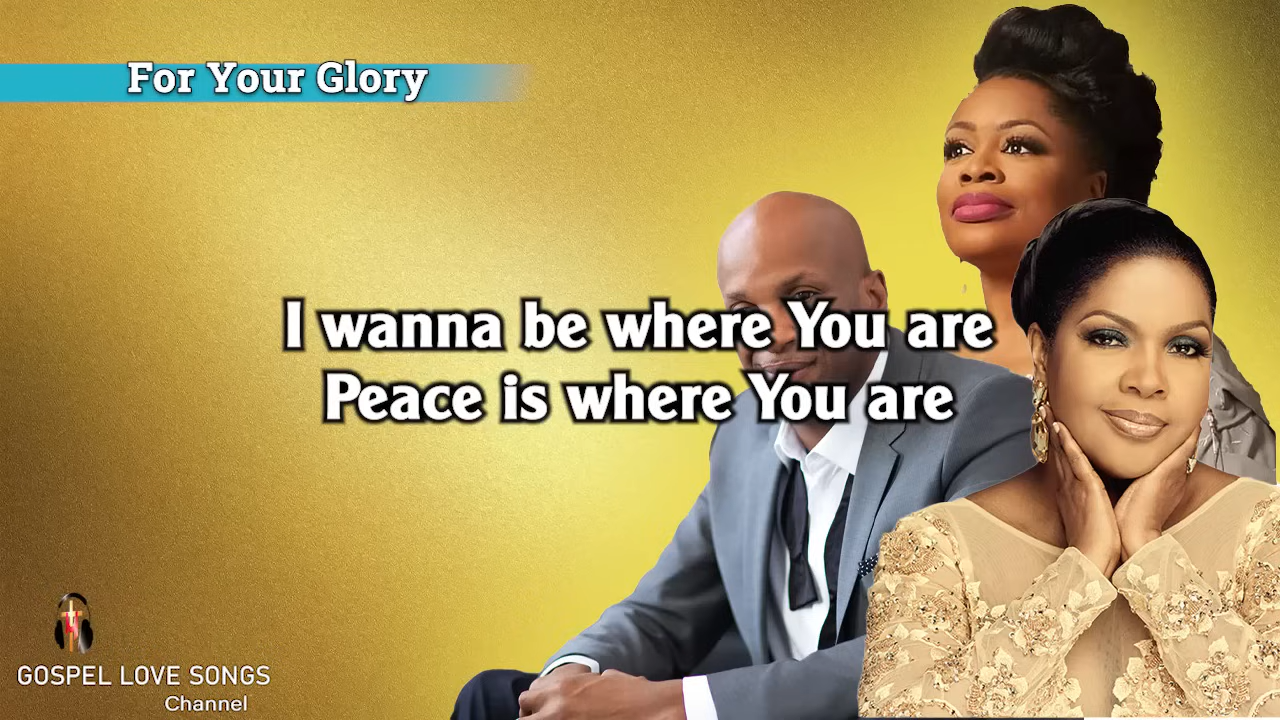 For Your Glory
I wanna be where You are
Peace is where You are
GOSPEL LOVE SONGS
Channel